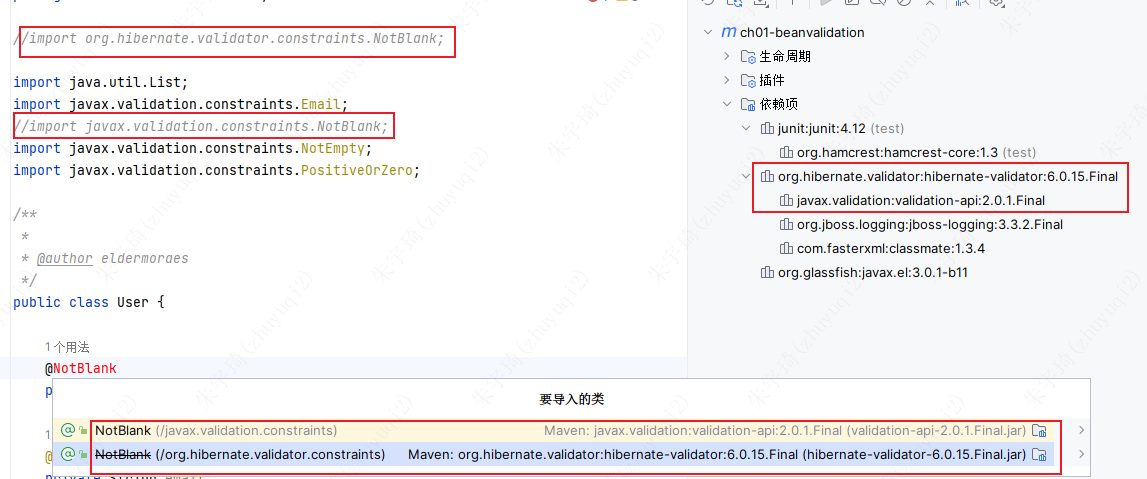 //import org.hibernate.validator.constraints.NotBlank;
import java.util.List;
import javax.validation.constraints.Email;
//import javax.validation.constraints.NotBlank;
import javax.validation.constraints.NotEmpty;
import javax.validation.constraints.PositiveOrZero;
/**
*
* @author eldermoraes
*/
public class User {
1个用法
@NotBlank
要导入的类
NotBlank (/javax.validation.constraints) Maven: javax.validation:validation-api:2.0.1.Final (validation-api-2.0.1.Final.jar)
NotBlank (/org.hibernate.validator.constraints) Maven: org.hibernate.validator:hibernate-validator:6.0.15.Final (hibernate-validator-6.0.15.Final.jar)
ch01-beanvalidation
生命周期
插件
依赖项
junit:junit:4.12 (test)
org.hamcrest:hamcrest-core:1.3 (test)
org.hibernate.validator:hibernate-validator:6.0.15.Final
javax.validation:validation-api:2.0.1.Final
org.jboss.logging:jboss-logging:3.3.2.Final
com.fasterxml:classmate:1.3.4
org.glassfish:javax.el:3.0.1-b11
朱宇琦(zhuyuqi2)